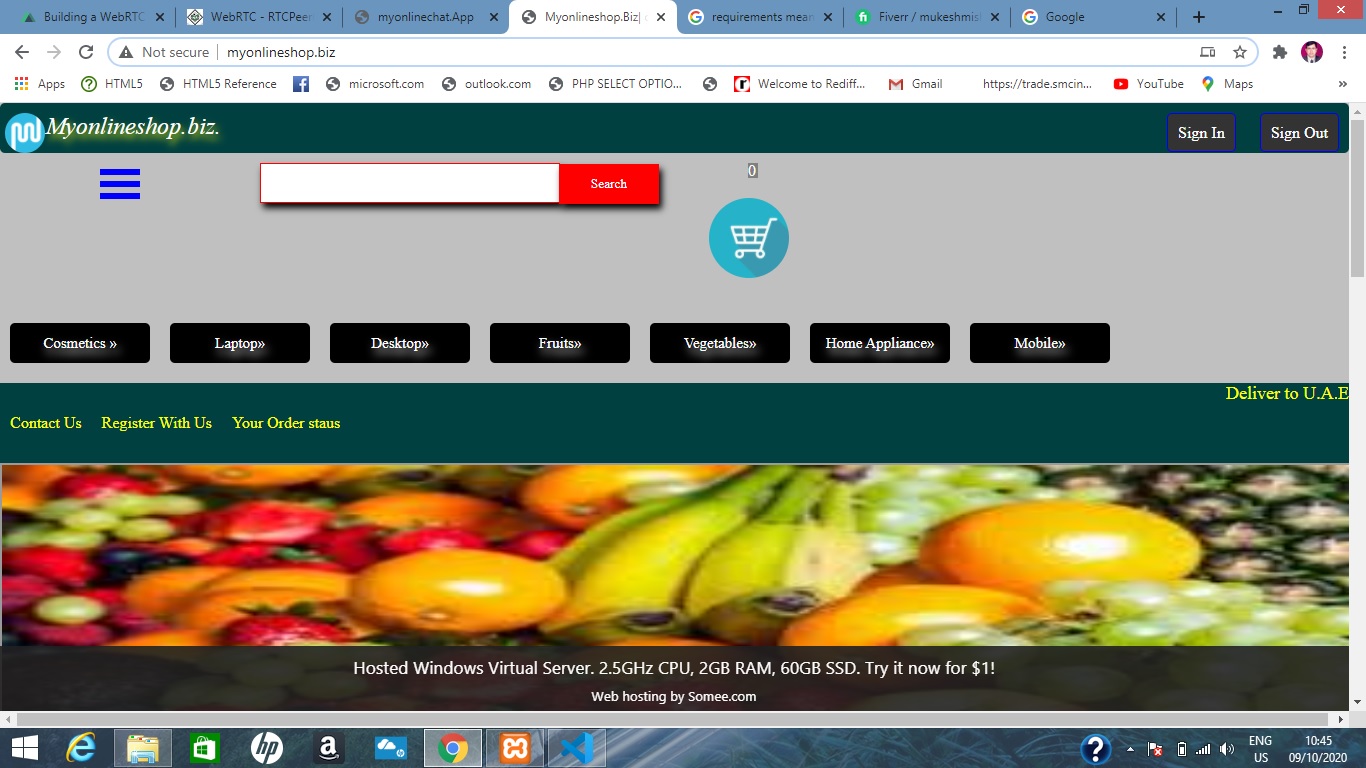 Building a WebRTC
WebRTC - RTCPeer
myonlinechat.App
Myonlineshop.Biz| o
requirements mean
Fiverr / mukeshmis
Google
Not secure
myonlineshop.biz
Apps
HTML5
HTML5 Reference
microsoft.com
outlook.com
PHP SELECT OPTIO...
Welcome to Rediff...
Gmail
https://trade.smcin...
YouTube
Maps
»
Myonlineshop.biz.
Sign In
Sign Out
Search
0
Cosmetics »
Laptop»
Desktop»
Fruits»
Vegetables»
Home Appliance»
Mobile»
Deliver to U.A.E
Contact Us
Register With Us
Your Order staus
Hosted Windows Virtual Server. 2.5GHz CPU, 2GB RAM, 60GB SSD. Try it now for $1!
Web hosting by Somee.com
ENG
US
10:45
09/10/2020